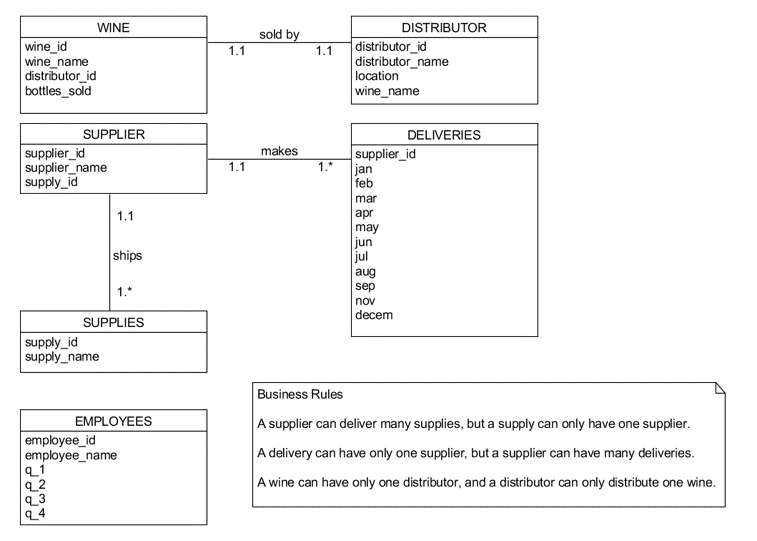 WINE
wine_id
wine_name
distributor_id
bottles_sold
sold by
1.1
1.1
DISTRIBUTOR
distributor_id
distributor_name
location
wine_name
SUPPLIER
supplier_id
supplier_name
supply_id
makes
1.1
1.*
DELIVERIES
supplier_id
jan
feb
mar
apr
may
jun
jul
aug
sep
nov
decem
1.1
ships
1.*
SUPPLIES
supply_id
supply_name
EMPLOYEES
employee_id
employee_name
q_1
q_2
q_3
q_4
Business Rules
A supplier can deliver many supplies, but a supply can only have one supplier.
A delivery can have only one supplier, but a supplier can have many deliveries.
A wine can have only one distributor, and a distributor can only distribute one wine.